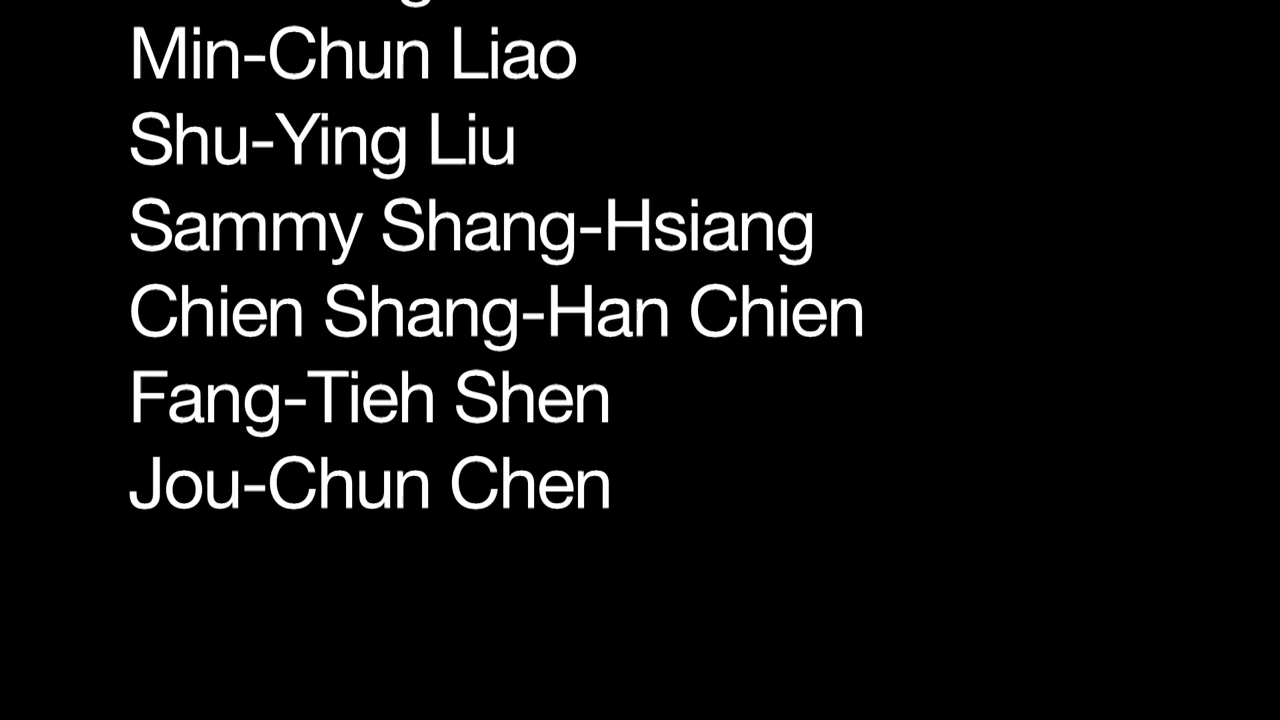 Min-Chun Liao
Shu-Ying Liu
Sammy Shang-Hsiang
Chien Shang-Han Chien
Fang-Tieh Shen
Jou-Chun Chen